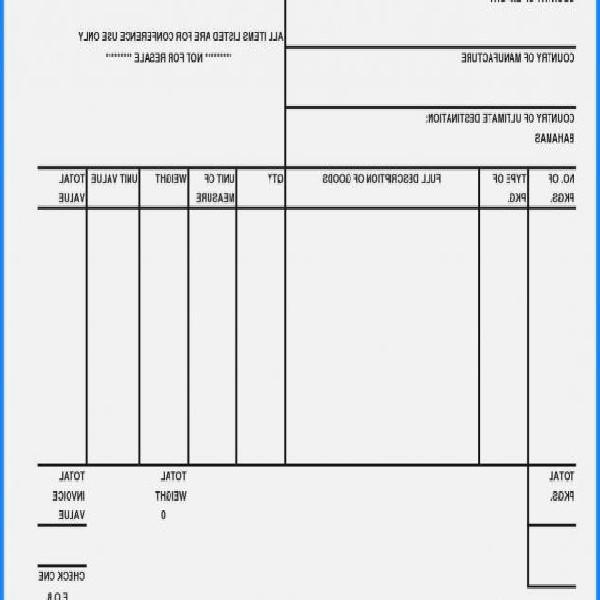 ALL ITEMS LISTED ARE FOR CONFERENCE USE ONLY
******* NOT FOR RESALE *******
COUNTRY OF MANUFACTURE
COUNTRY OF ULTIMATE DESTINATION:
BAHAMAS
NO. OF PKGS. TYPE OF PKG. FULL DESCRIPTION OF GOODS QTY UNIT OF MEASURE WEIGHT UNIT VALUE TOTAL VALUE
TOTAL PKGS. TOTAL WEIGHT TOTAL INVOICE VALUE
0
CHECK ONE
F.O.B.